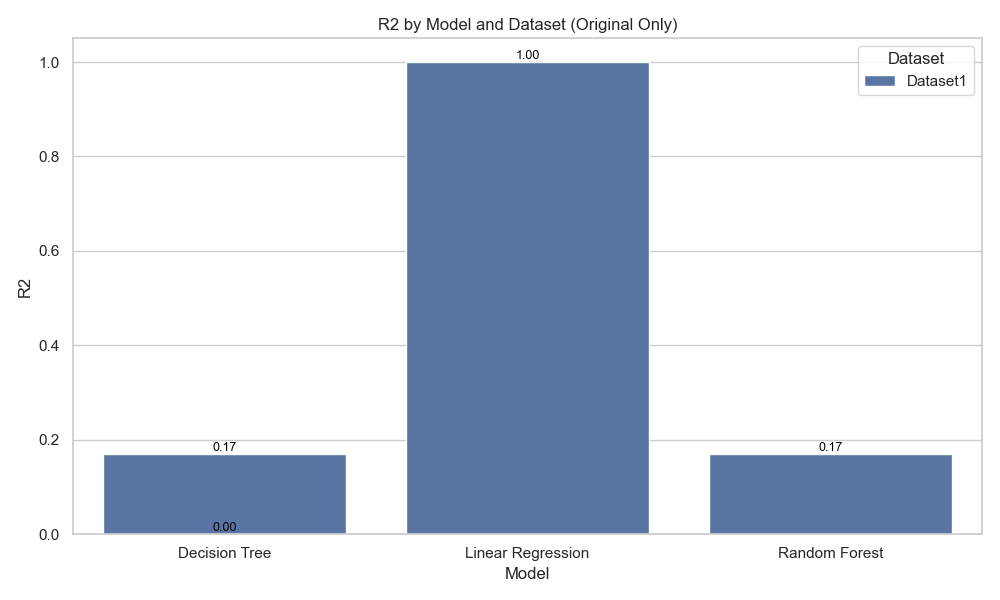 R2 by Model and Dataset (Original Only)
Dataset
Dataset1
R2
1.0
0.8
0.6
0.4
0.2
0.0
0.17
0.00
1.00
0.17
Decision Tree
Linear Regression
Random Forest
Model